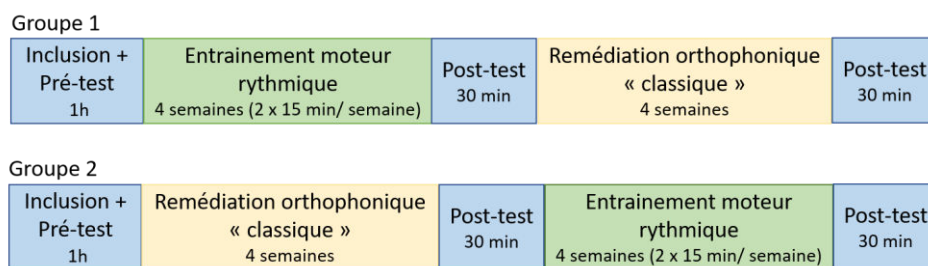 Groupe 1
Inclusion +
Pré-test
1h
Entrainement moteur
rythmique
4 semaines (2 x 15 min/ semaine)
Post-test
30 min
Remédiation orthophonique
« classique »
4 semaines
Post-test
30 min
Groupe 2
Inclusion +
Pré-test
1h
Remédiation orthophonique
« classique »
4 semaines
Post-test
30 min
Entrainement moteur
rythmique
4 semaines (2 x 15 min/ semaine)
Post-test
30 min